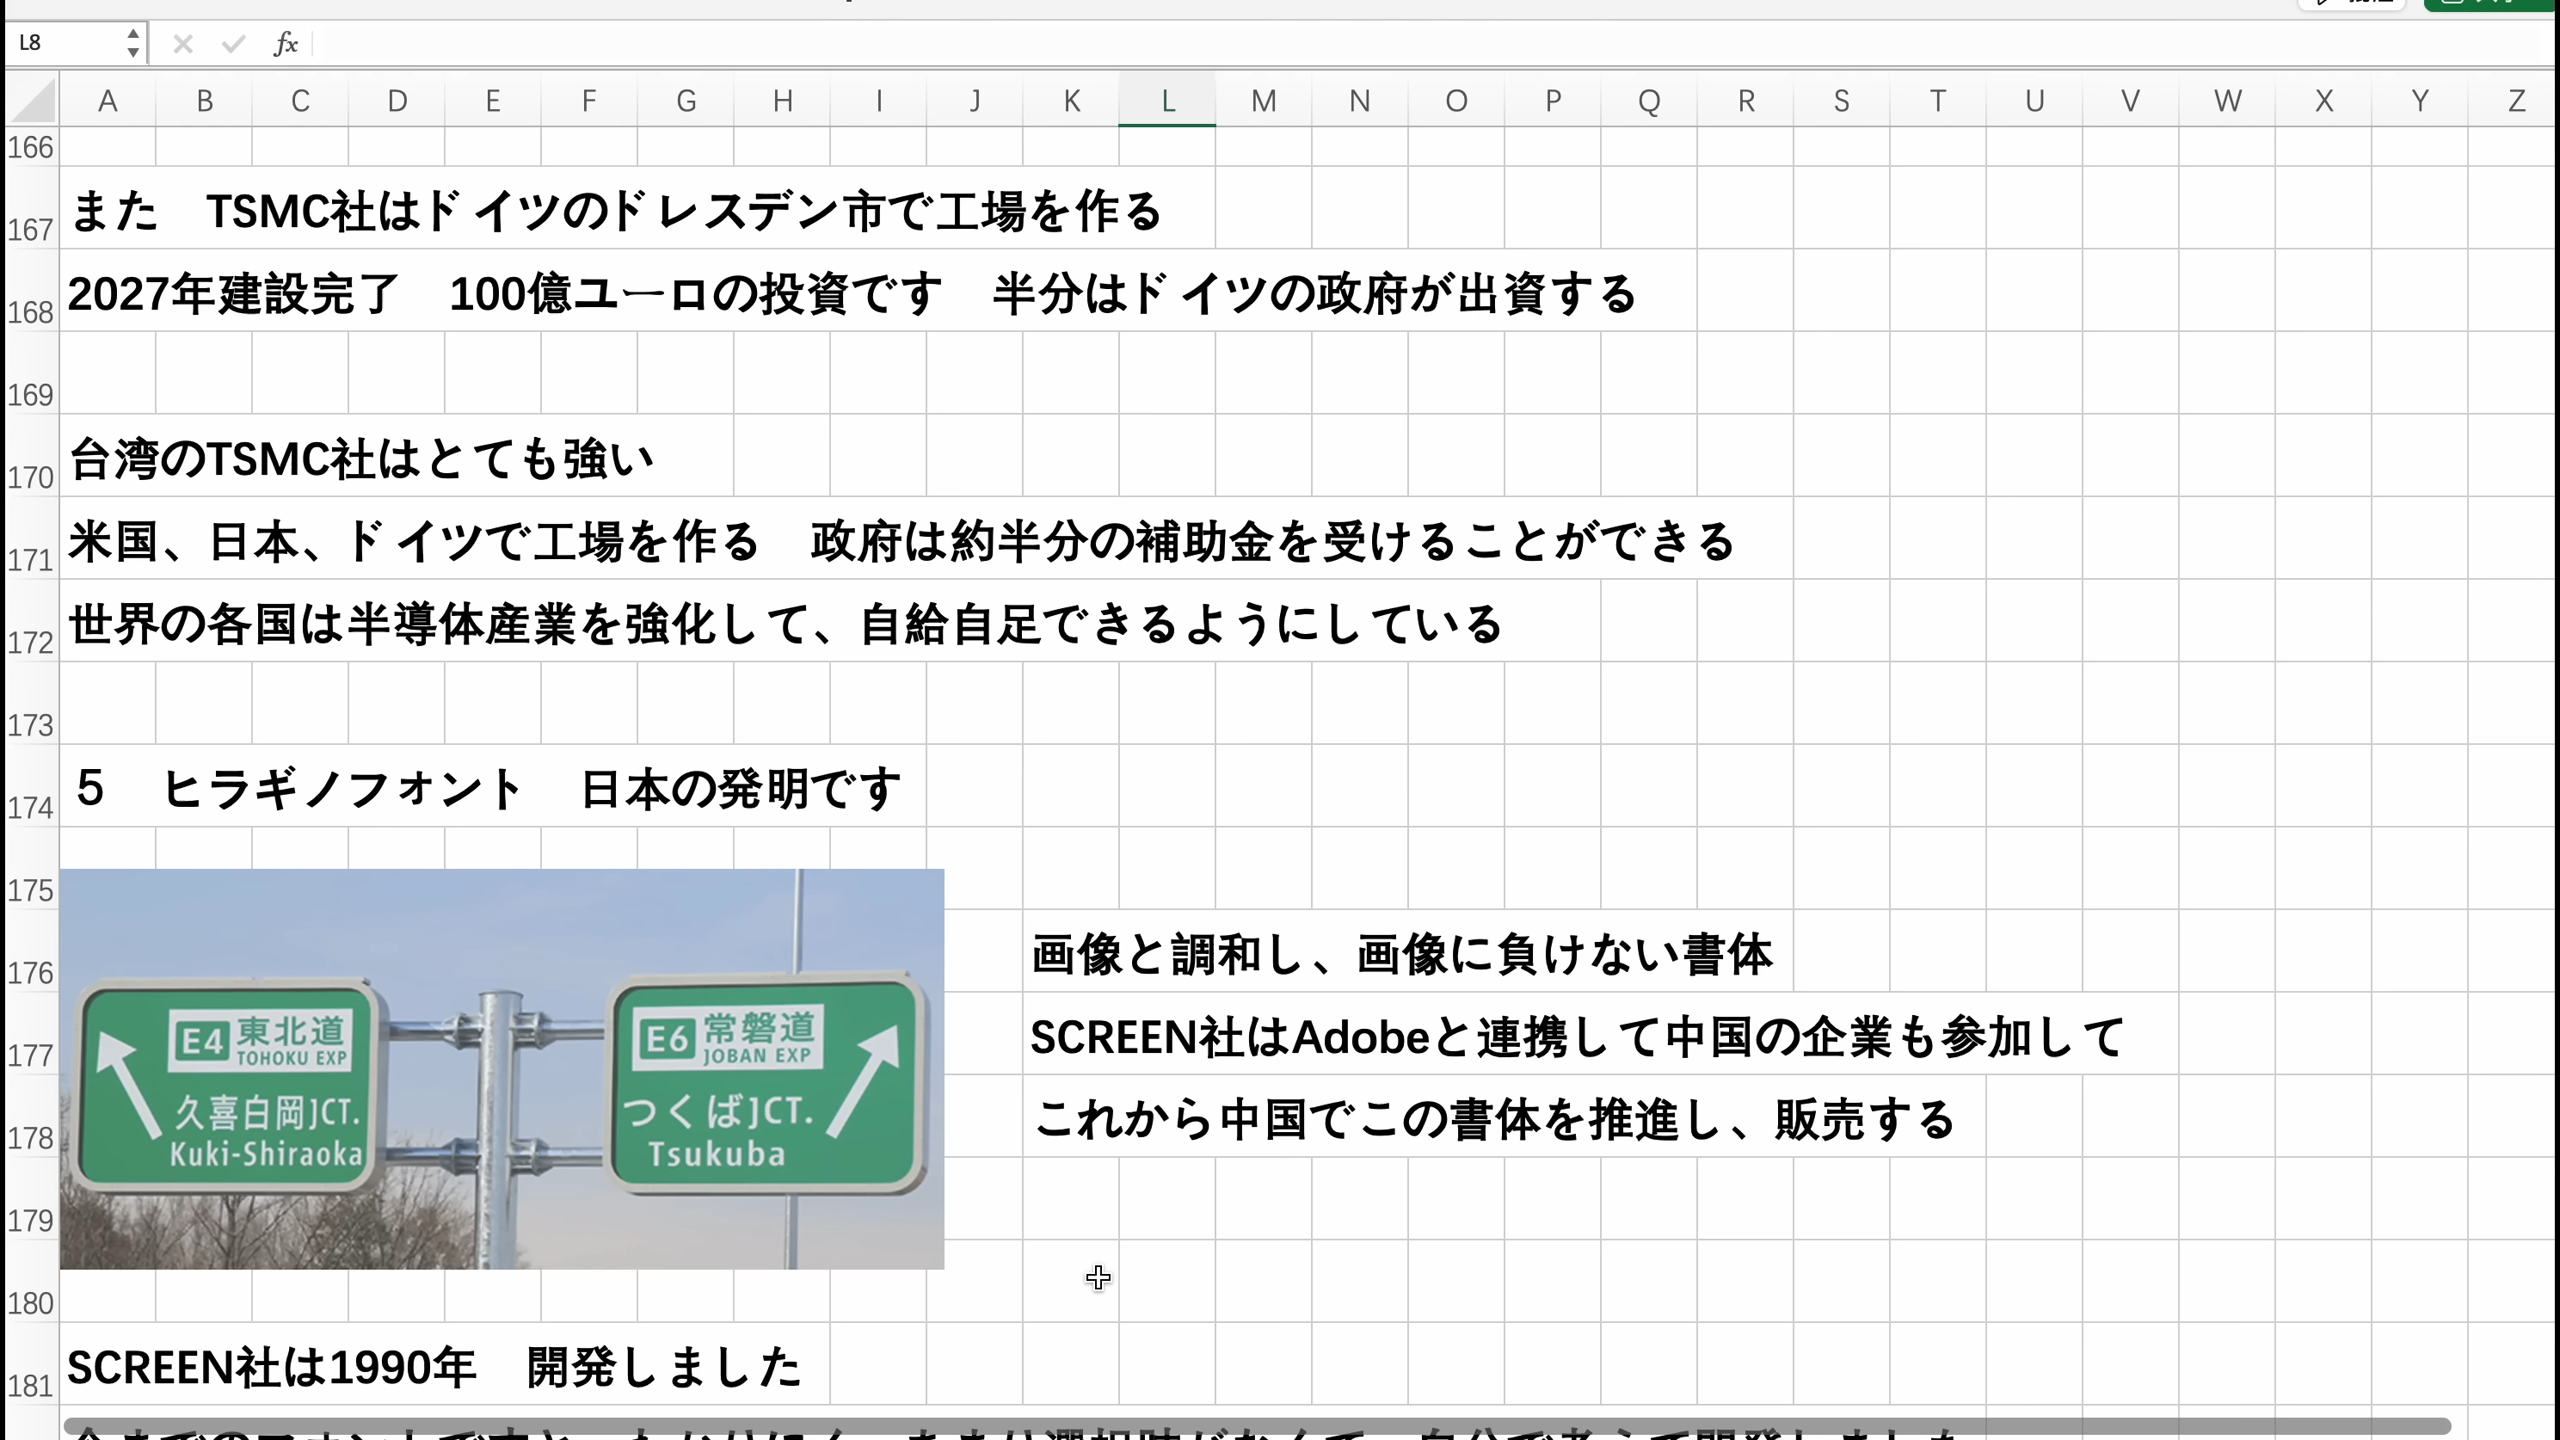 L8
fx
A B C D E F G H I J K L M N O P Q R S T U V W X Y Z
166
167 また　TSMC社はドイツのドレスデン市で工場を作る
168 2027年建設完了　100億ユーロの投資です　半分はドイツの政府が出資する
169
170 台湾のTSMC社はとても強い
171 米国、日本、ドイツで工場を作る　政府は約半分の補助金を受けることができる
172 世界の各国は半導体産業を強化して、自給自足できるようにしている
173
174 5　ヒラギノフォント　日本の発明です
175
E4 東北道
TOHOKU EXP
久喜白岡JCT.
Kuki-Shiraoka
E6 常磐道
JOBAN EXP
つくばJCT.
Tsukuba
176 画像と調和し、画像に負けない書体
177 SCREEN社はAdobeと連携して中国の企業も参加して
178 これから中国でこの書体を推進し、販売する
179
180
181 SCREEN社は1990年　開発しました